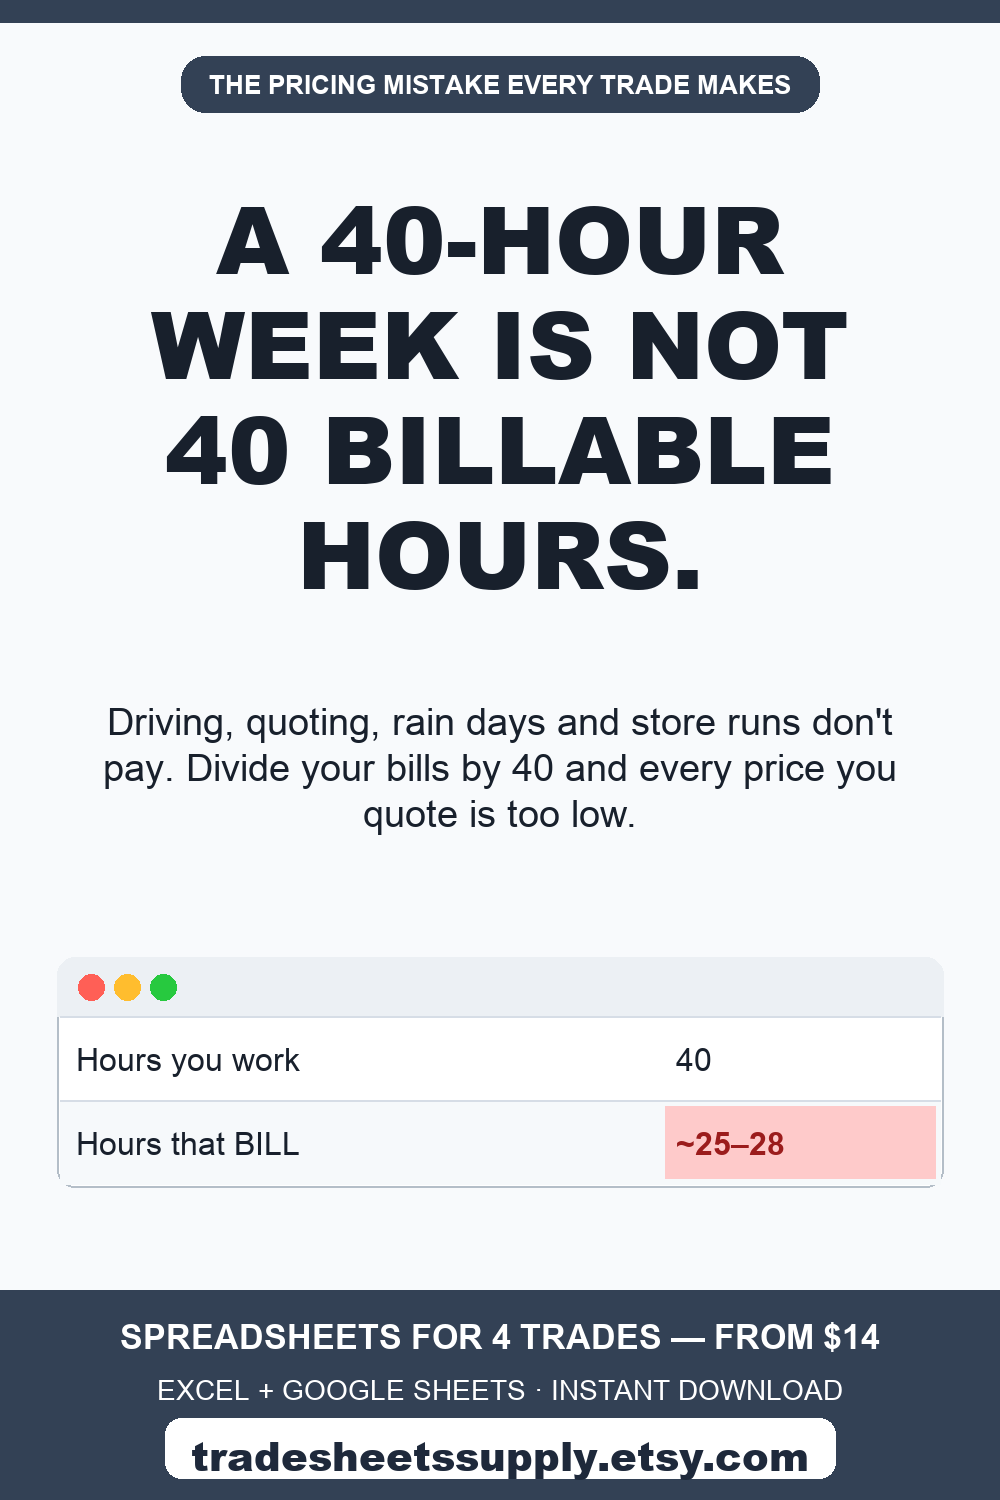 THE PRICING MISTAKE EVERY TRADE MAKES
A 40-HOUR
WEEK IS NOT
40 BILLABLE
HOURS.
Driving, quoting, rain days and store runs don't
pay. Divide your bills by 40 and every price you
quote is too low.
Hours you work 40
Hours that BILL ~25–28
SPREADSHEETS FOR 4 TRADES — FROM $14
EXCEL + GOOGLE SHEETS · INSTANT DOWNLOAD
tradesheetssupply.etsy.com